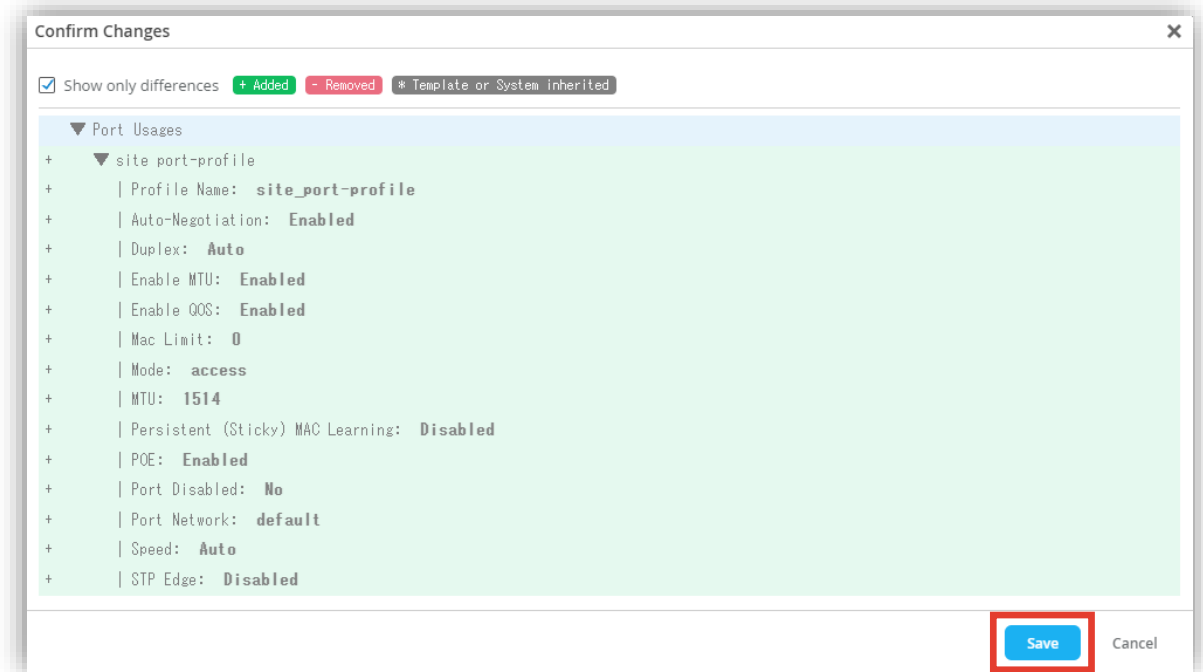 Confirm Changes ×
Show only differences + Added - Removed * Template or System inherited
▼ Port Usages
+ ▼ site port-profile
+ | Profile Name: site_port-profile
+ | Auto-Negotiation: Enabled
+ | Duplex: Auto
+ | Enable MTU: Enabled
+ | Enable QOS: Enabled
+ | Mac Limit: 0
+ | Mode: access
+ | MTU: 1514
+ | Persistent (Sticky) MAC Learning: Disabled
+ | POE: Enabled
+ | Port Disabled: No
+ | Port Network: default
+ | Speed: Auto
+ | STP Edge: Disabled
Save Cancel